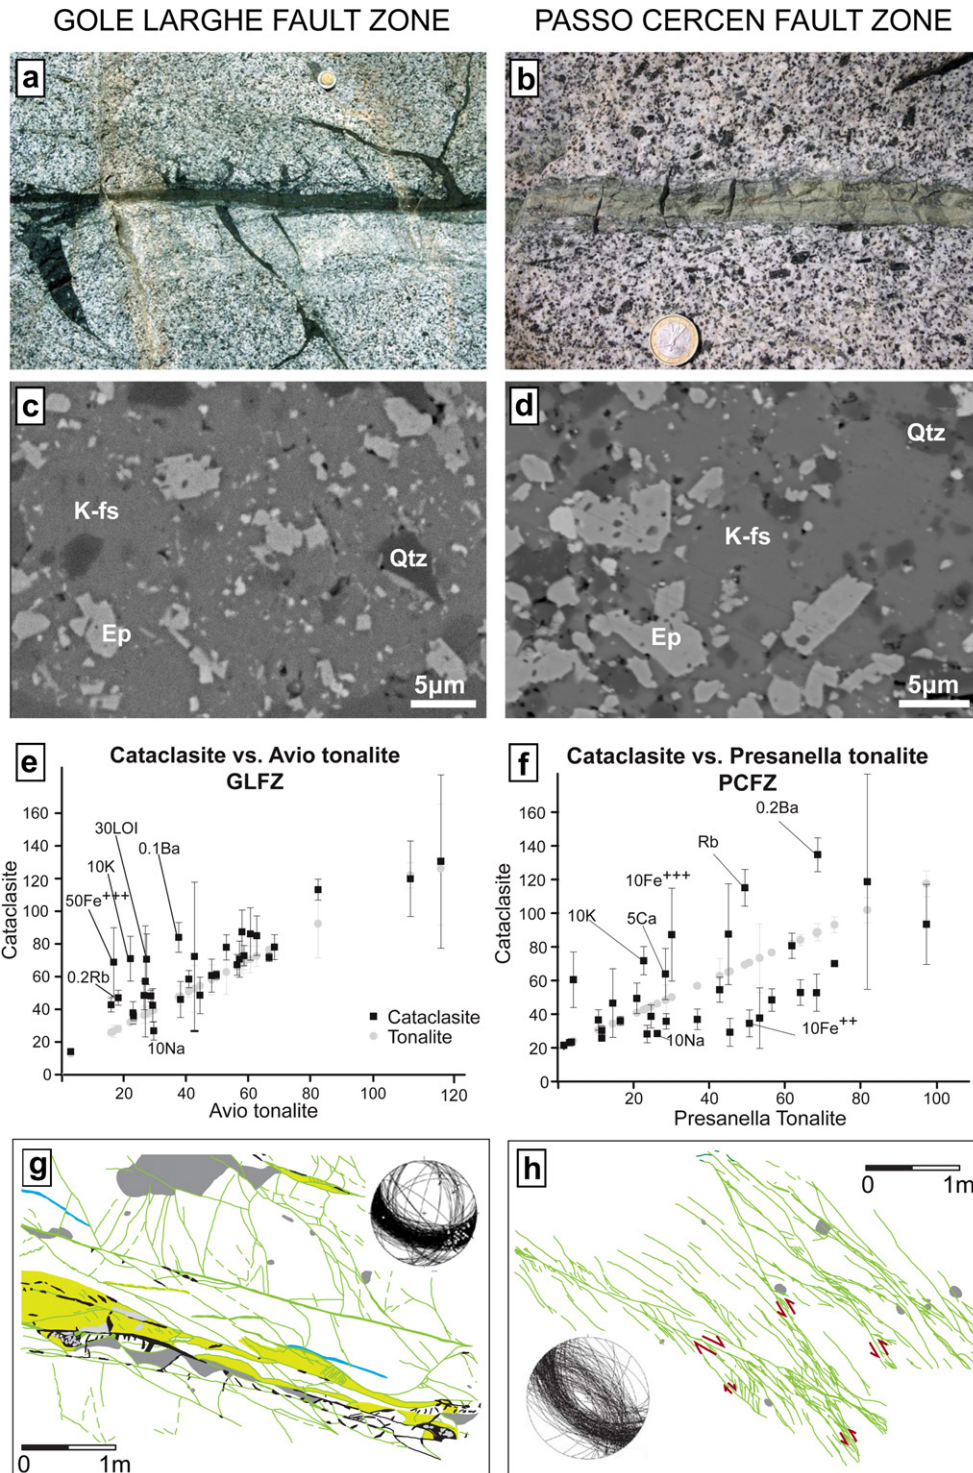 GOLE LARGHE FAULT ZONE
PASSO CERCEN FAULT ZONE
a
b
c
K-fs
Qtz
Ep
5µm
d
Qtz
K-fs
Ep
5µm
e
Cataclasite vs. Avio tonalite
GLFZ
Cataclasite
160
140
120
100
80
60
40
20
0
30LOI
0.1Ba
10K
50Fe+++
0.2Rb
10Na
Cataclasite
Tonalite
20
40
60
80
100
120
Avio tonalite
f
Cataclasite vs. Presanella tonalite
PCFZ
Cataclasite
160
140
120
100
80
60
40
20
0
0.2Ba
Rb
10Fe+++
10K
5Ca
10Na
10Fe++
20
40
60
80
100
Presanella Tonalite
g
0
1m
h
0
1m